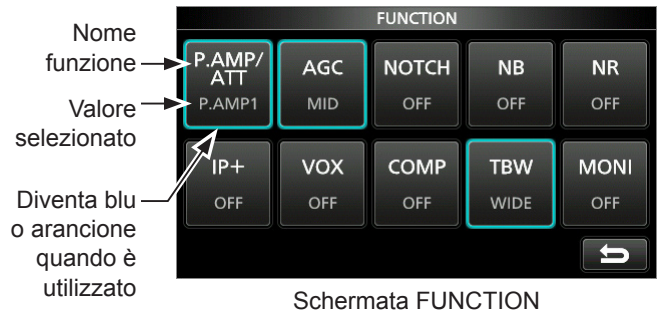 FUNCTION
Nome
funzione
Valore
selezionato
Diventa blu
o arancione
quando è
utilizzato
P.AMP/
ATT
P.AMP1
AGC
MID
NOTCH
OFF
NB
OFF
NR
OFF
IP+
OFF
VOX
OFF
COMP
OFF
TBW
WIDE
MONI
OFF
Schermata FUNCTION